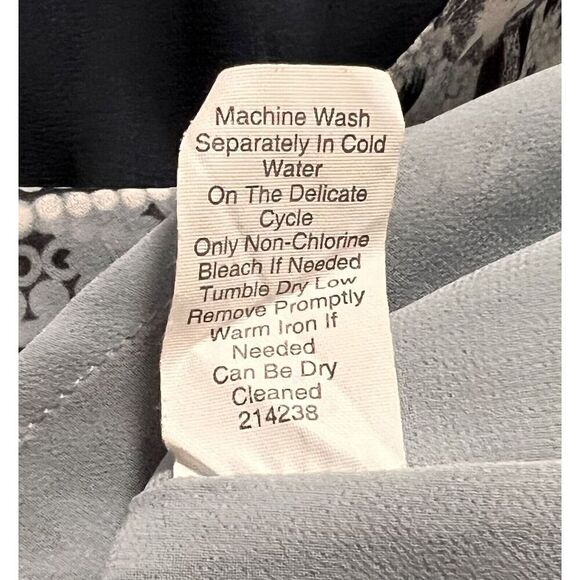 Machine Wash
Separately In Cold
Water
On The Delicate
Cycle
Only Non-Chlorine
Bleach If Needed
Tumble Dry Low
Remove Promptly
Warm Iron If
Needed
Can Be Dry
Cleaned
214238